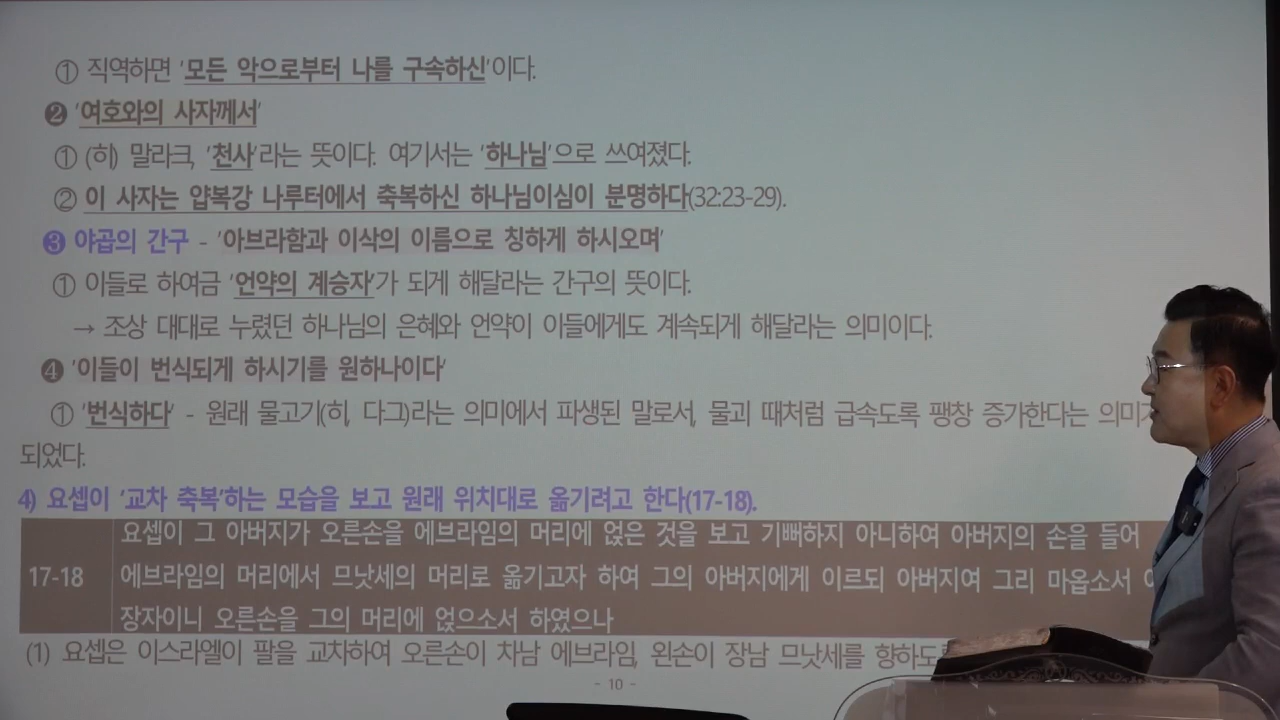 ① 직역하면 '모든 악으로부터 나를 구속하신'이다.
❷ '여호와의 사자께서'
① (히) 말라크, '천사'라는 뜻이다. 여기서는 '하나님'으로 쓰여졌다.
② 이 사자는 얍복강 나루터에서 축복하신 하나님이심이 분명하다(32:23-29).
❸ 야곱의 간구 - '아브라함과 이삭의 이름으로 칭하게 하시오며'
① 이들로 하여금 '언약의 계승자'가 되게 해달라는 간구의 뜻이다.
→ 조상 대대로 누렸던 하나님의 은혜와 언약이 이들에게도 계속되게 해달라는 의미이다.
❹ '이들이 번식되게 하시기를 원하나이다'
① '번식하다' - 원래 물고기(히, 다그)라는 의미에서 파생된 말로서, 물괴 때처럼 급속도록 팽창 증가한다는 의미가
되었다.
4) 요셉이 '교차 축복'하는 모습을 보고 원래 위치대로 옮기려고 한다(17-18).
요셉이 그 아버지가 오른손을 에브라임의 머리에 얹은 것을 보고 기뻐하지 아니하여 아버지의 손을 들어
17-18 에브라임의 머리에서 므낫세의 머리로 옮기고자 하여 그의 아버지에게 이르되 아버지여 그리 마옵소서
장자이니 오른손을 그의 머리에 얹으소서 하였으나
(1) 요셉은 이스라엘이 팔을 교차하여 오른손이 차남 에브라임, 왼손이 장남 므낫세를
- 10 -